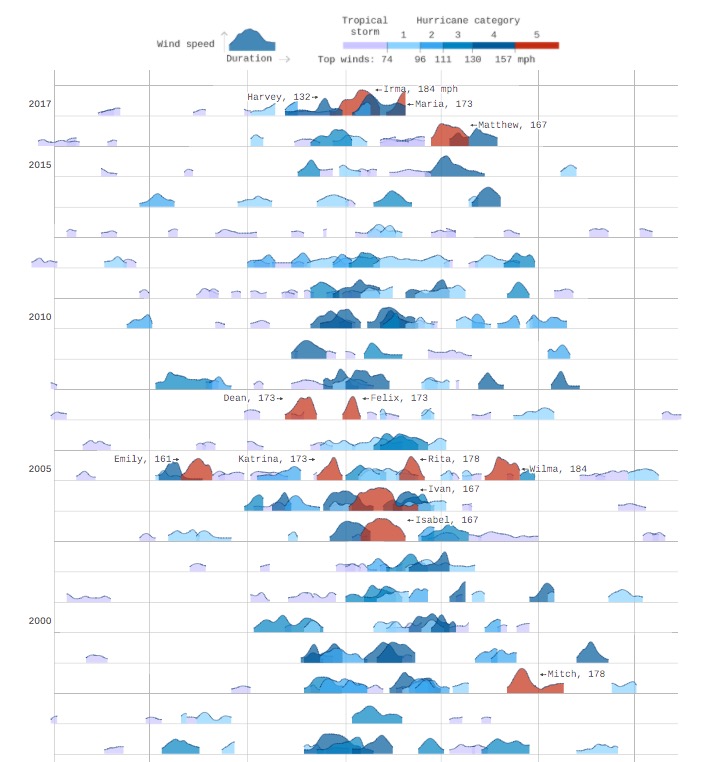 Tropical storm
Hurricane category
Wind speed
1 2 3 4 5
Duration
Top winds: 74 96 111 130 157 mph
Irma, 184 mph
Harvey, 132
2017
Maria, 173
Matthew, 167
2015
2010
Dean, 173
Felix, 173
Emily, 161
Katrina, 173
Rita, 178
2005
Wilma, 184
Ivan, 167
Isabel, 167
2000
Mitch, 178